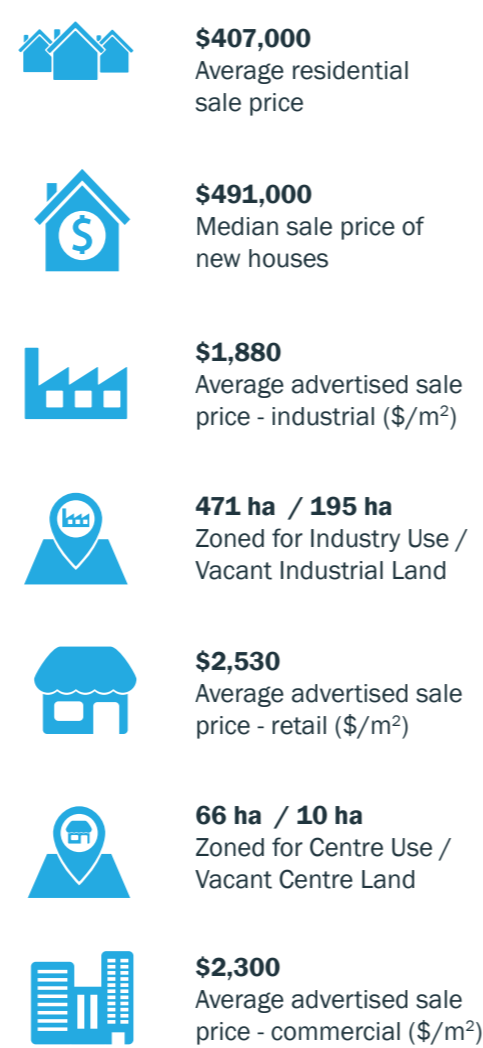 $407,000
Average residential
sale price
$
$491,000
Median sale price of
new houses
$1,880
Average advertised sale
price - industrial ($/m²)
471 ha / 195 ha
Zoned for Industry Use /
Vacant Industrial Land
$2,530
Average advertised sale
price - retail ($/m²)
66 ha / 10 ha
Zoned for Centre Use /
Vacant Centre Land
$2,300
Average advertised sale
price - commercial ($/m²)